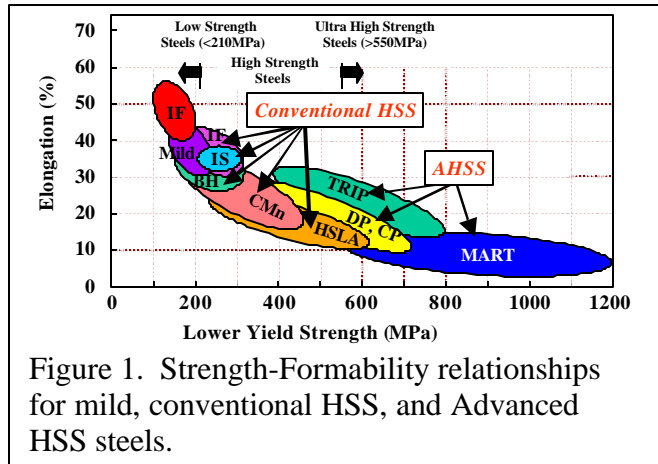 Low Strength
Steels (<210MPa)
Ultra High Strength
Steels (>550MPa)
High Strength
Steels
Conventional HSS
AHSS
IF
IF
Mild
IS
BH
CMn
HSLA
TRIP
DP, CP
MART
Elongation (%)
70
60
50
40
30
20
10
0
0 200 400 600 800 1000 1200
Lower Yield Strength (MPa)
Figure 1. Strength-Formability relationships
for mild, conventional HSS, and Advanced
HSS steels.